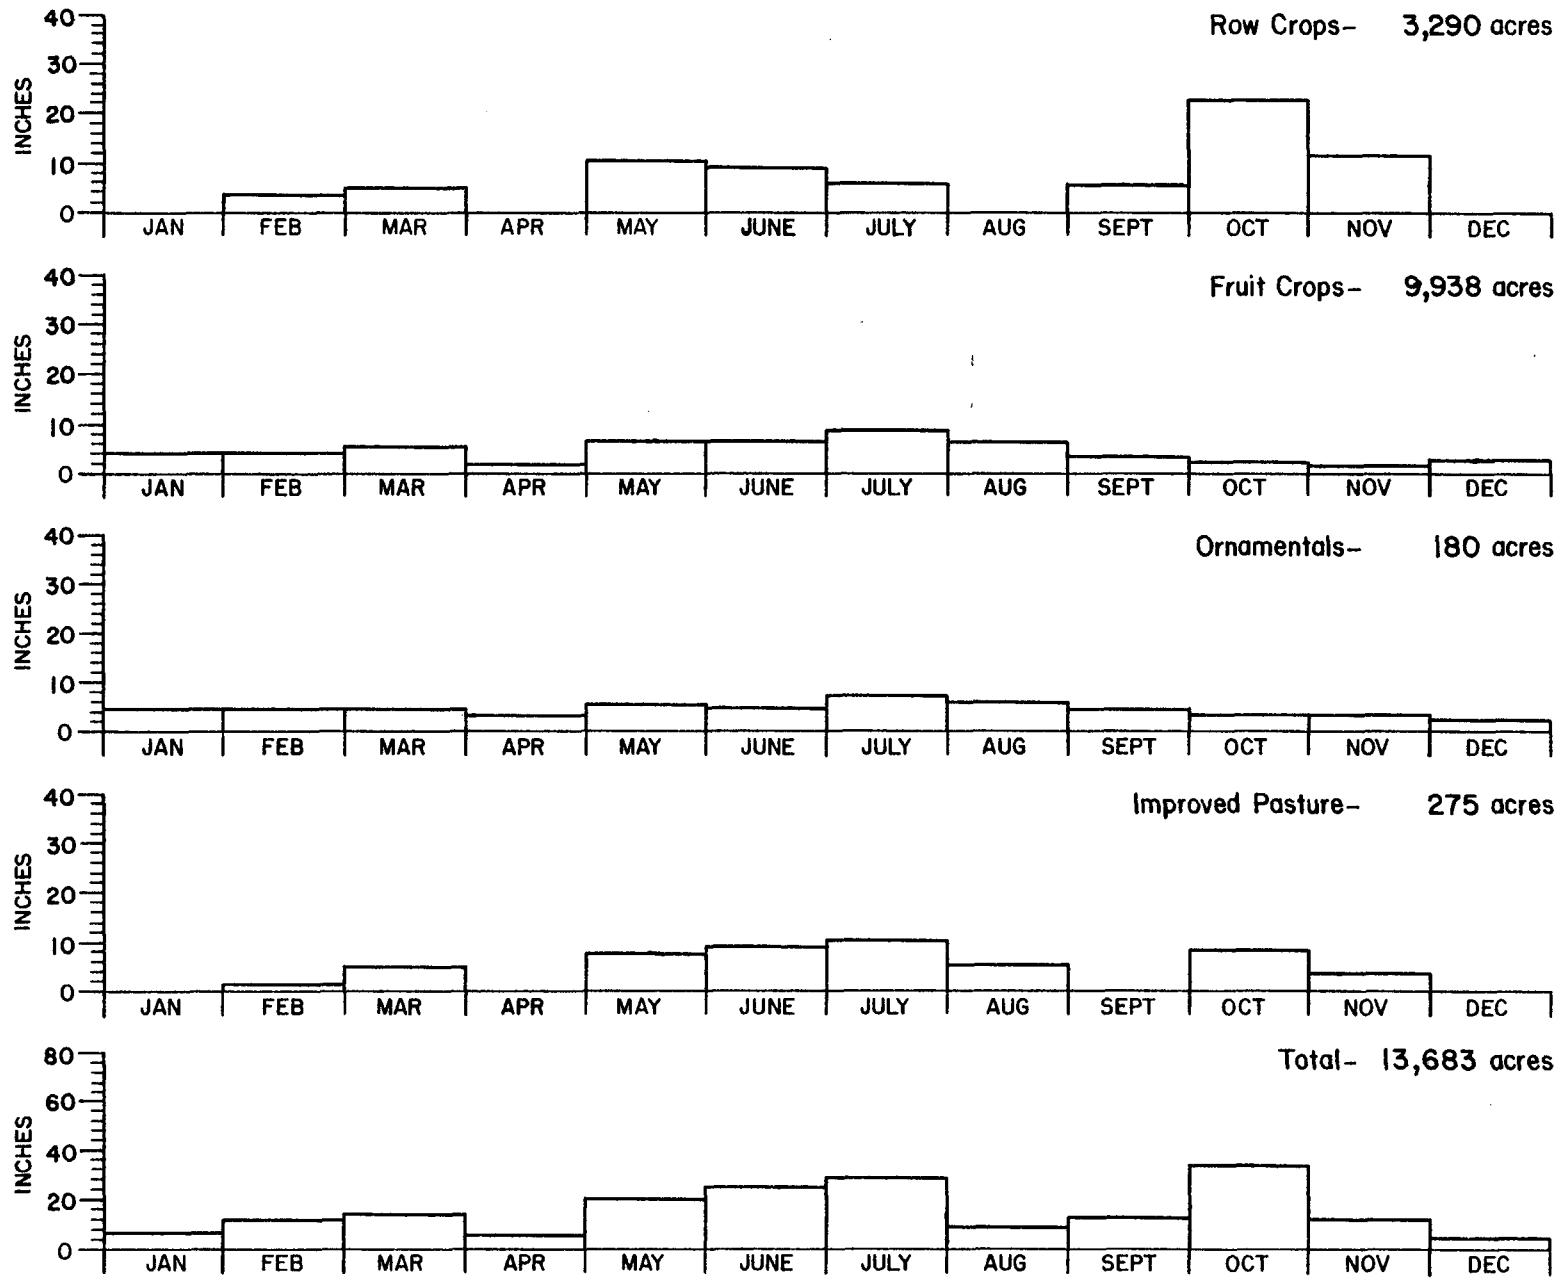 Row Crops– 3,290 acres
40
30
20
10
0
INCHES
JAN FEB MAR APR MAY JUNE JULY AUG SEPT OCT NOV DEC
Fruit Crops– 9,938 acres
40
30
20
10
0
INCHES
JAN FEB MAR APR MAY JUNE JULY AUG SEPT OCT NOV DEC
Ornamentals– 180 acres
40
30
20
10
0
INCHES
JAN FEB MAR APR MAY JUNE JULY AUG SEPT OCT NOV DEC
Improved Pasture– 275 acres
40
30
20
10
0
INCHES
JAN FEB MAR APR MAY JUNE JULY AUG SEPT OCT NOV DEC
Total– 13,683 acres
80
60
40
20
0
INCHES
JAN FEB MAR APR MAY JUNE JULY AUG SEPT OCT NOV DEC